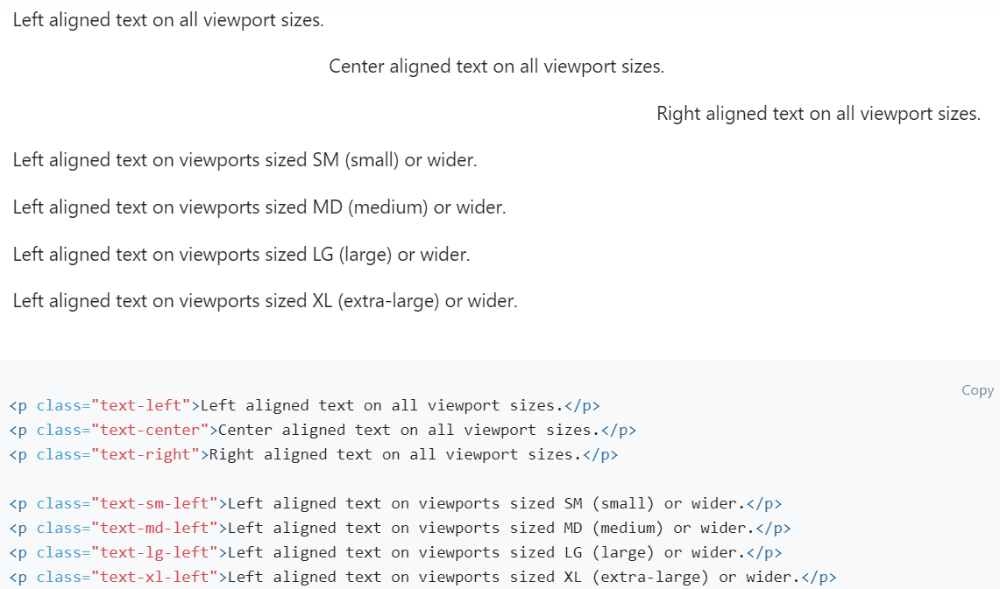 Left aligned text on all viewport sizes.
Center aligned text on all viewport sizes.
Right aligned text on all viewport sizes.
Left aligned text on viewports sized SM (small) or wider.
Left aligned text on viewports sized MD (medium) or wider.
Left aligned text on viewports sized LG (large) or wider.
Left aligned text on viewports sized XL (extra-large) or wider.
Copy
<p class="text-left">Left aligned text on all viewport sizes.</p>
<p class="text-center">Center aligned text on all viewport sizes.</p>
<p class="text-right">Right aligned text on all viewport sizes.</p>
<p class="text-sm-left">Left aligned text on viewports sized SM (small) or wider.</p>
<p class="text-md-left">Left aligned text on viewports sized MD (medium) or wider.</p>
<p class="text-lg-left">Left aligned text on viewports sized LG (large) or wider.</p>
<p class="text-xl-left">Left aligned text on viewports sized XL (extra-large) or wider.</p>